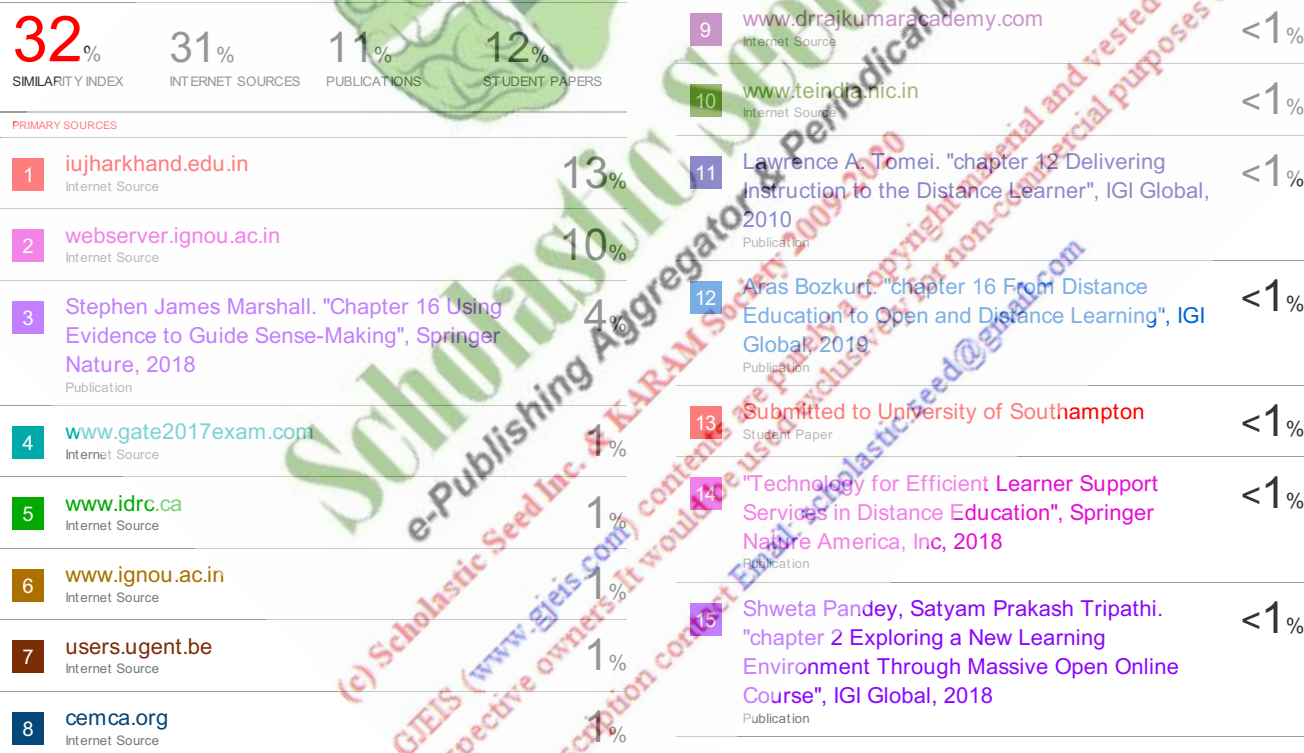 32%
SIMILARITY INDEX
31%
INTERNET SOURCES
11%
PUBLICATIONS
12%
STUDENT PAPERS
PRIMARY SOURCES
1
iujharkhand.edu.in
Internet Source
13%
2
webserver.ignou.ac.in
Internet Source
10%
3
Stephen James Marshall. "Chapter 16 Using
Evidence to Guide Sense-Making", Springer
Nature, 2018
Publication
4%
4
www.gate2017exam.com
Internet Source
1%
5
www.idrc.ca
Internet Source
1%
6
www.ignou.ac.in
Internet Source
1%
7
users.ugent.be
Internet Source
1%
8
cemca.org
Internet Source
1%
9
www.drrajkumaracademy.com
Internet Source
<1%
10
www.teindia.nic.in
Internet Source
<1%
11
Lawrence A. Tomei. "chapter 12 Delivering
Instruction to the Distance Learner", IGI Global,
2010
Publication
<1%
12
Aras Bozkurt. "chapter 16 From Distance
Education to Open and Distance Learning", IGI
Global, 2019
Publication
<1%
13
Submitted to University of Southampton
Student Paper
<1%
14
"Technology for Efficient Learner Support
Services in Distance Education", Springer
Nature America, Inc, 2018
Publication
<1%
15
Shweta Pandey, Satyam Prakash Tripathi.
"chapter 2 Exploring a New Learning
Environment Through Massive Open Online
Course", IGI Global, 2018
Publication
<1%
Scholastic
e-Publishing Aggregator & Periodical
(c) Scholastic Seed Inc. & KARAM Society 2009-2020
GJEIS (www.gjeis.com) contents are purely a copyright material and vested
owners. It would be used exclusively for non-commercial purposes
Email- scholastic.seed@gmail.com